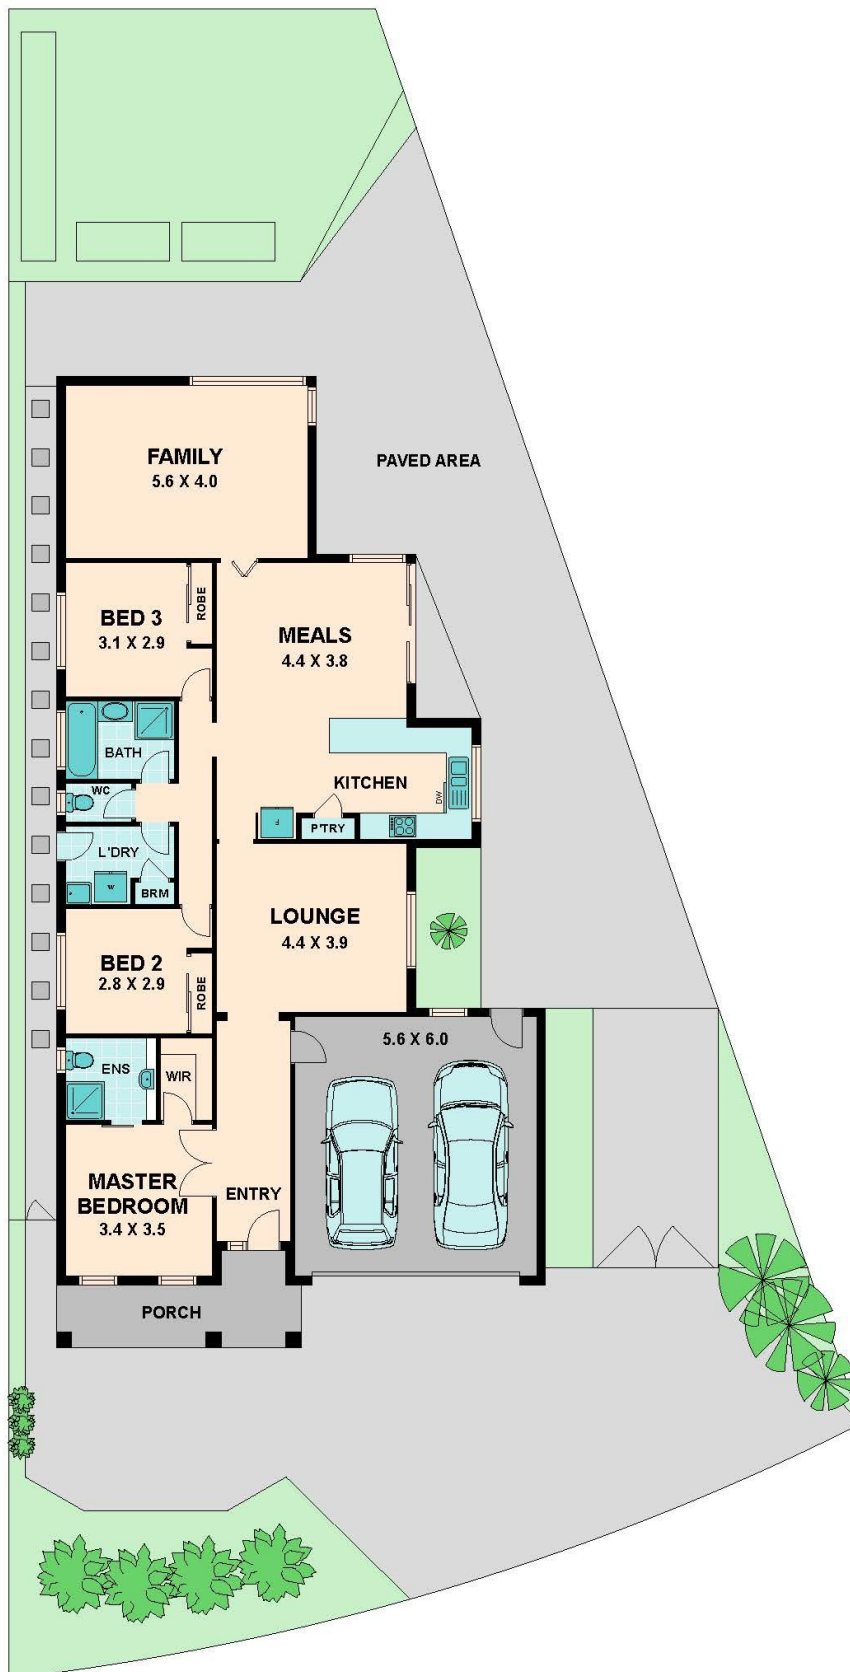 FAMILY
5.6 X 4.0
PAVED AREA
BED 3
3.1 X 2.9
ROBE
MEALS
4.4 X 3.8
BATH
WC
KITCHEN
DW
F
P'TRY
L'DRY
W
BRM
LOUNGE
4.4 X 3.9
BED 2
2.8 X 2.9
ROBE
5.6 X 6.0
ENS
WIR
MASTER
BEDROOM
3.4 X 3.5
ENTRY
PORCH